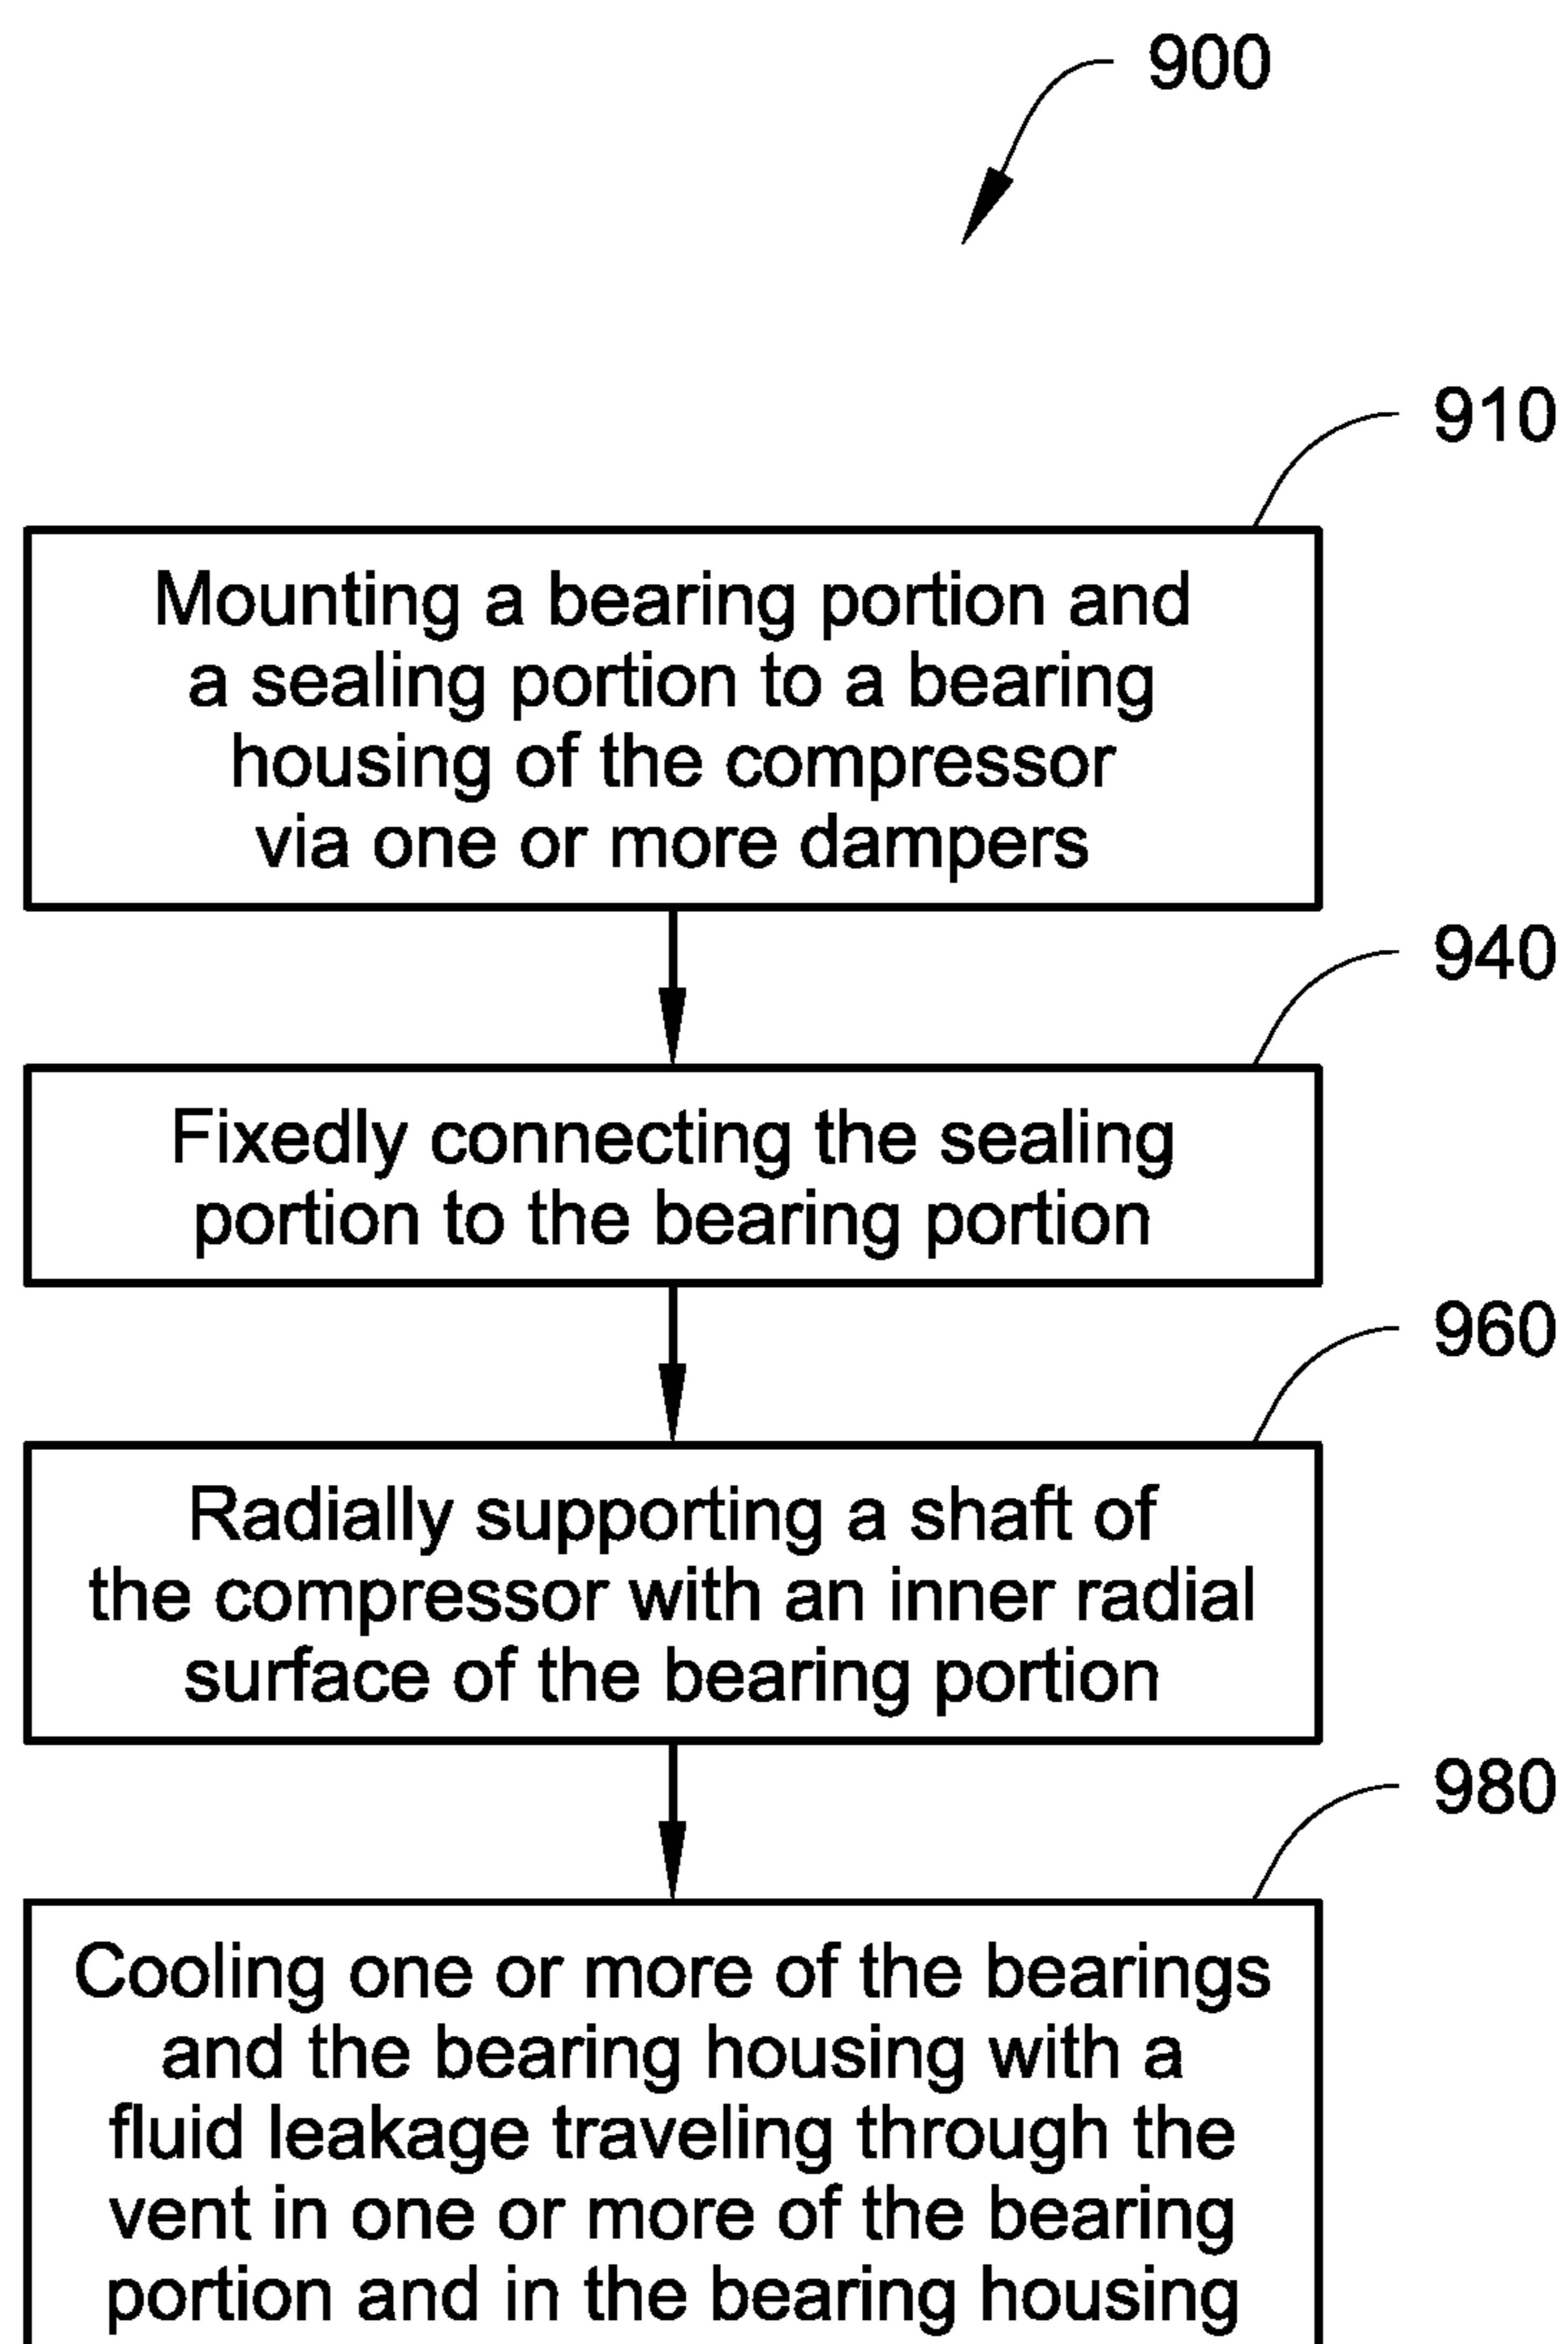 900
910
Mounting a bearing portion and
a sealing portion to a bearing
housing of the compressor
via one or more dampers
940
Fixedly connecting the sealing
portion to the bearing portion
960
Radially supporting a shaft of
the compressor with an inner radial
surface of the bearing portion
980
Cooling one or more of the bearings
and the bearing housing with a
fluid leakage traveling through the
vent in one or more of the bearing
portion and in the bearing housing